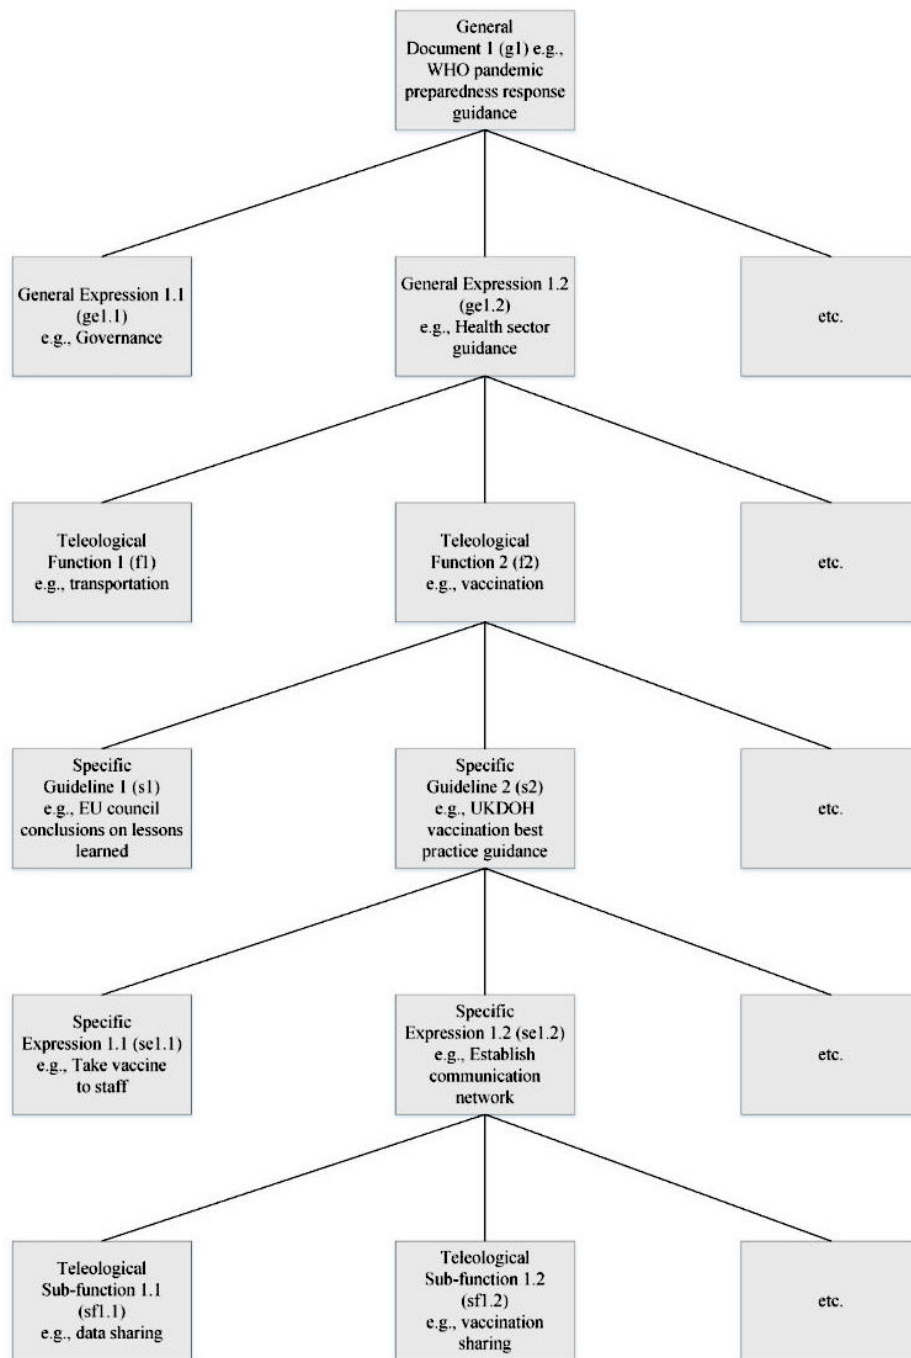 General
Document 1 (g1) e.g.,
WHO pandemic
preparedness response
guidance
General Expression 1.1
(ge1.1)
e.g., Governance
General Expression 1.2
(ge1.2)
e.g., Health sector
guidance
etc.
Teleological
Function 1 (f1)
e.g., transportation
Teleological
Function 2 (f2)
e.g., vaccination
etc.
Specific
Guideline 1 (s1)
e.g., EU council
conclusions on lessons
learned
Specific
Guideline 2 (s2)
e.g., UKDOH
vaccination best
practice guidance
etc.
Specific
Expression 1.1 (se1.1)
e.g., Take vaccine
to staff
Specific
Expression 1.2 (se1.2)
e.g., Establish
communication
network
etc.
Teleological
Sub-function 1.1
(sf1.1)
e.g., data sharing
Teleological
Sub-function 1.2
(sf1.2)
e.g., vaccination
sharing
etc.